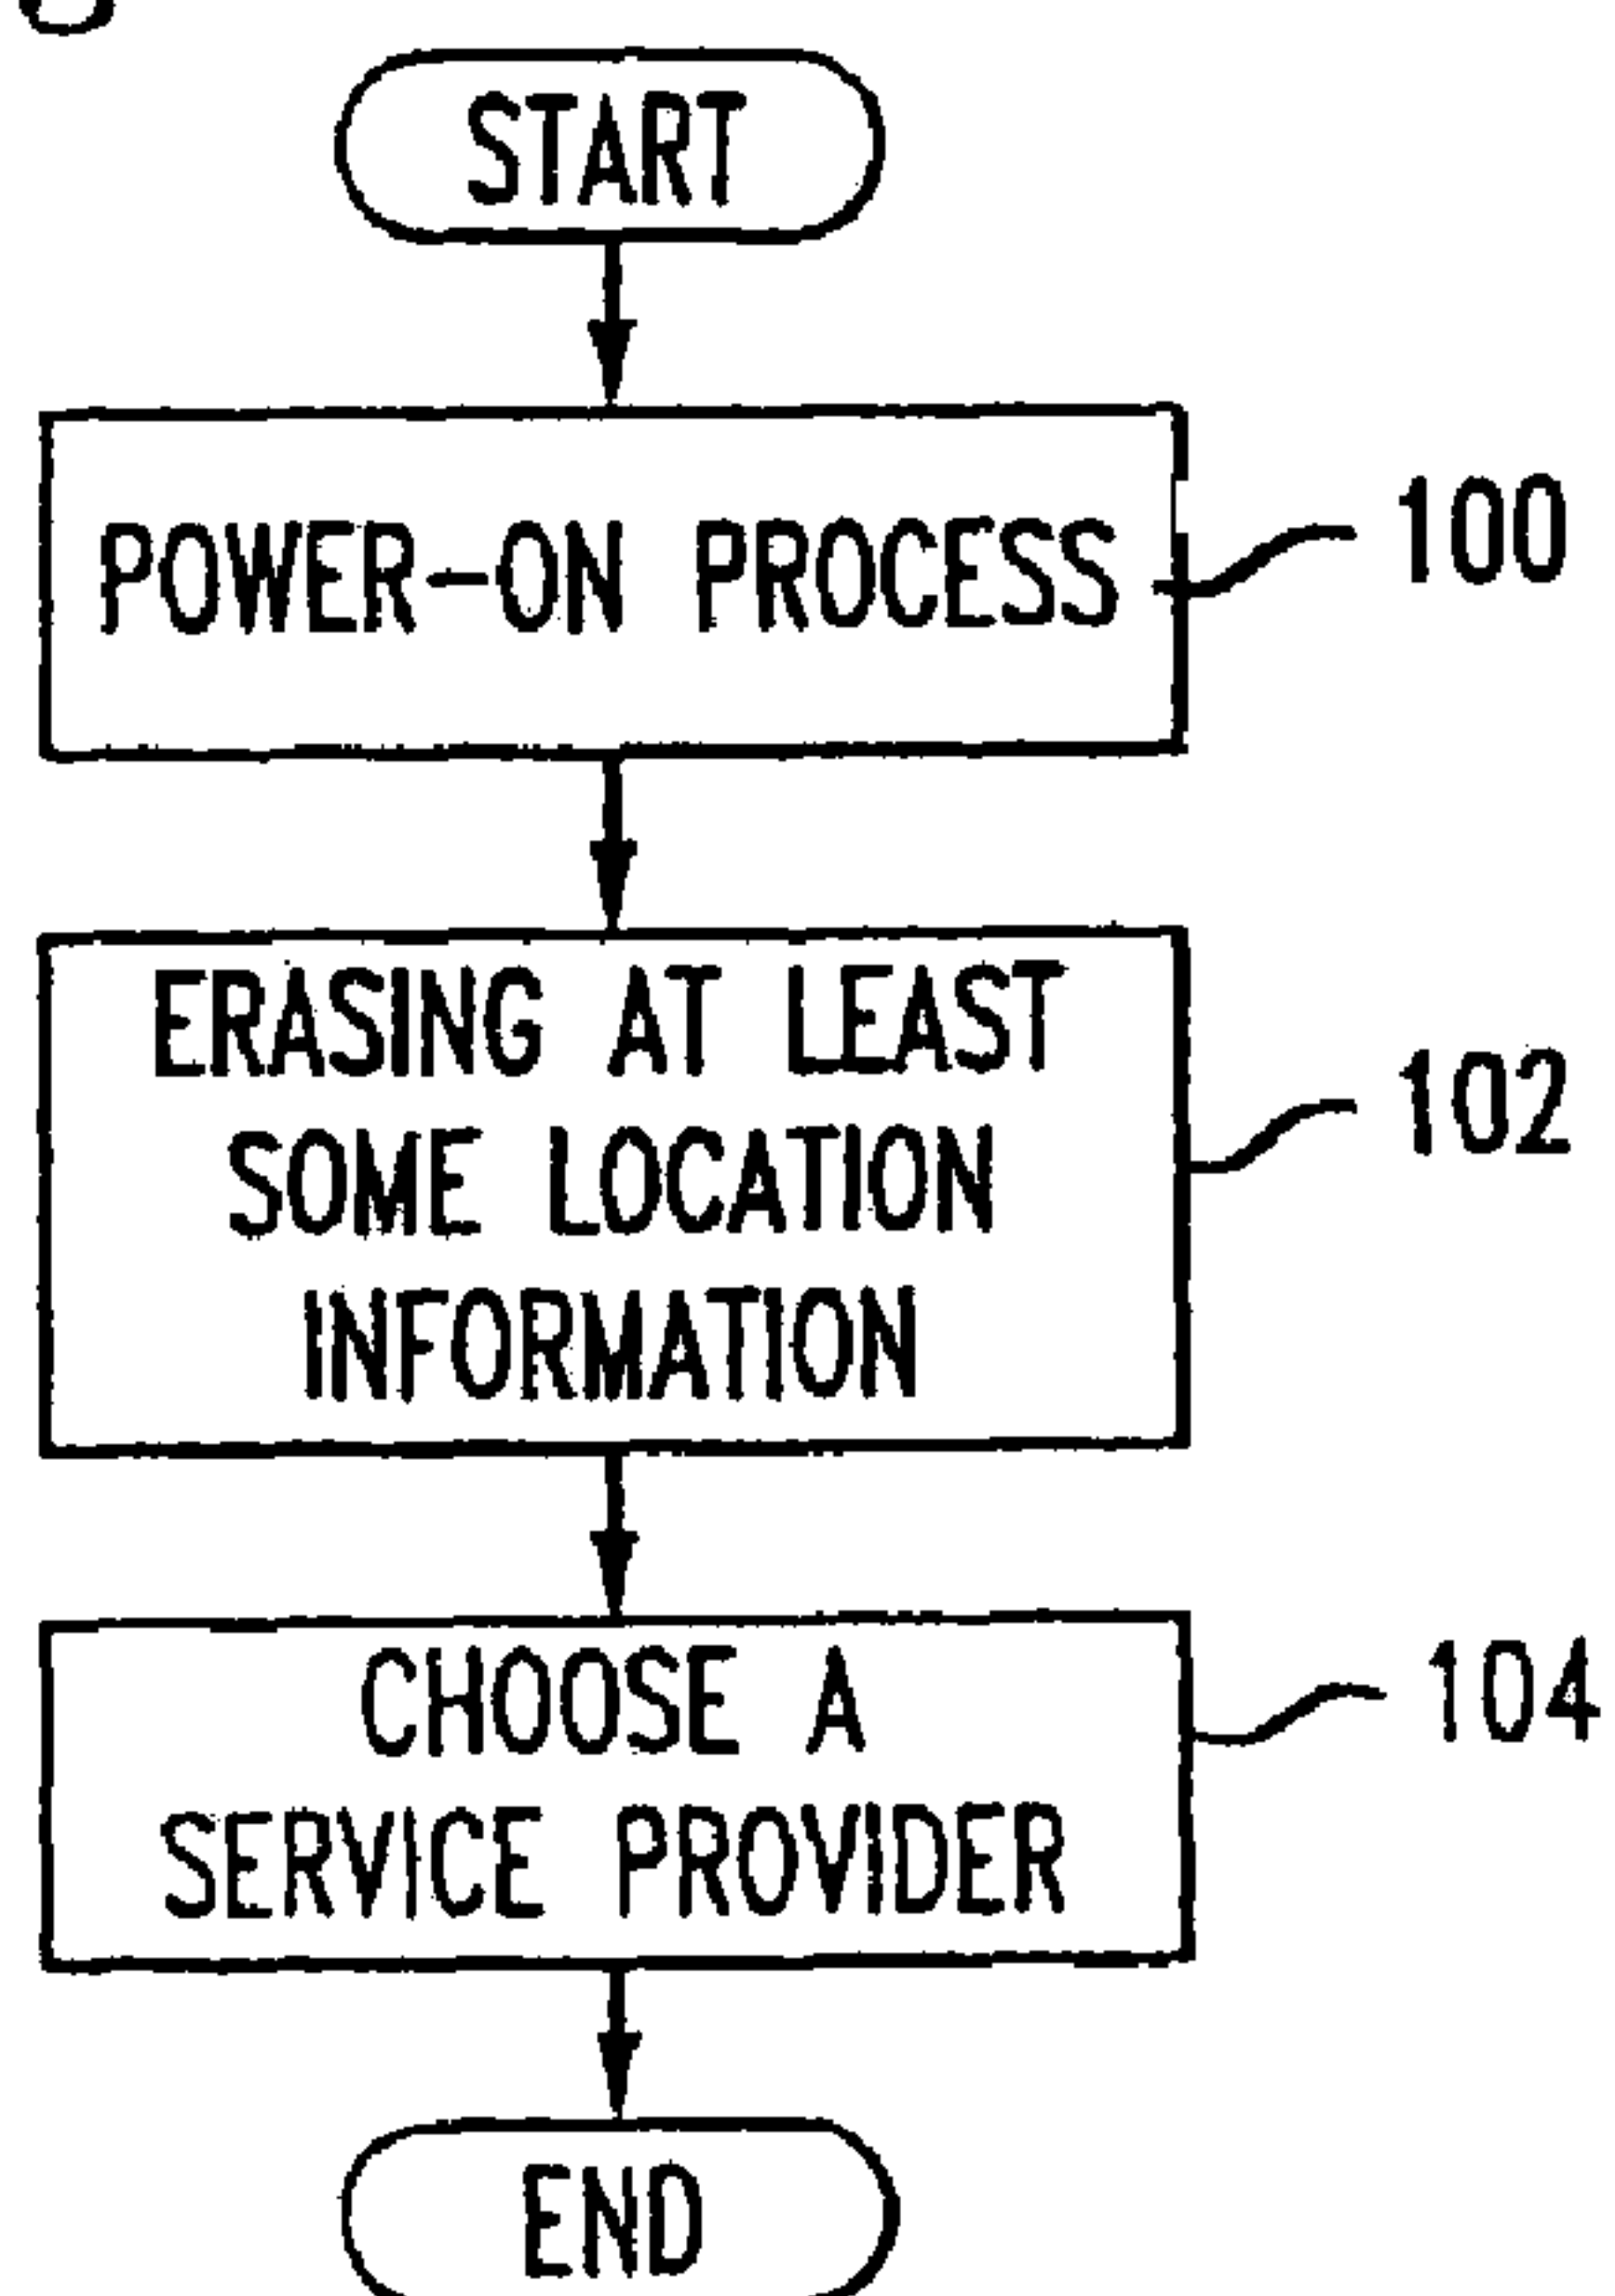 START
POWER-ON PROCESS
100
ERASING AT LEAST
SOME LOCATION
INFORMATION
102
CHOOSE A
SERVICE PROVIDER
104
END